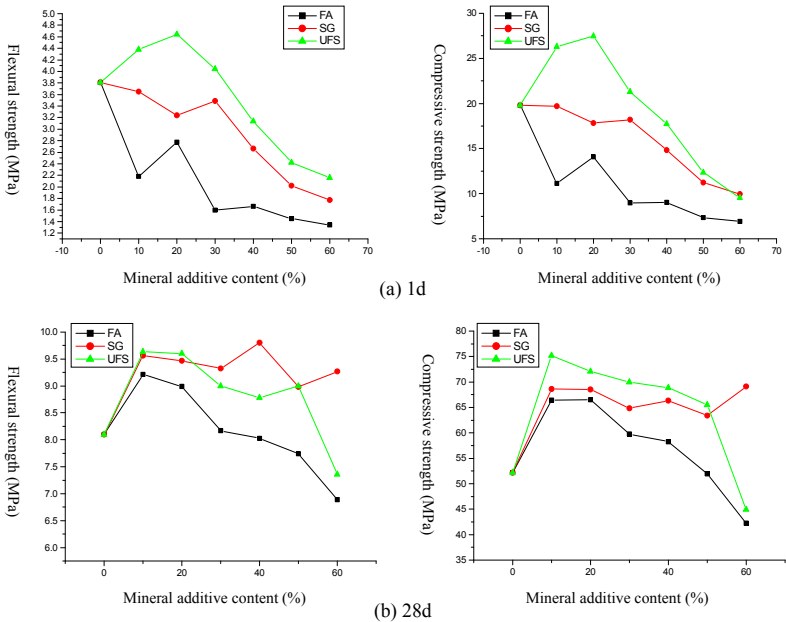 FA
SG
UFS
Flexural strength (MPa)
5.0
4.8
4.6
4.4
4.2
4.0
3.8
3.6
3.4
3.2
3.0
2.8
2.6
2.4
2.2
2.0
1.8
1.6
1.4
1.2
-10 0 10 20 30 40 50 60 70
Mineral additive content (%)
FA
SG
UFS
Compressive strength (MPa)
30
25
20
15
10
5
-10 0 10 20 30 40 50 60 70
Mineral additive content (%)
(a) 1d
FA
SG
UFS
Flexural strength (MPa)
10.0
9.5
9.0
8.5
8.0
7.5
7.0
6.5
6.0
0 20 40 60
Mineral additive content (%)
FA
SG
UFS
Compressive strength (MPa)
80
75
70
65
60
55
50
45
40
35
0 10 20 30 40 50 60
Mineral additive content (%)
(b) 28d